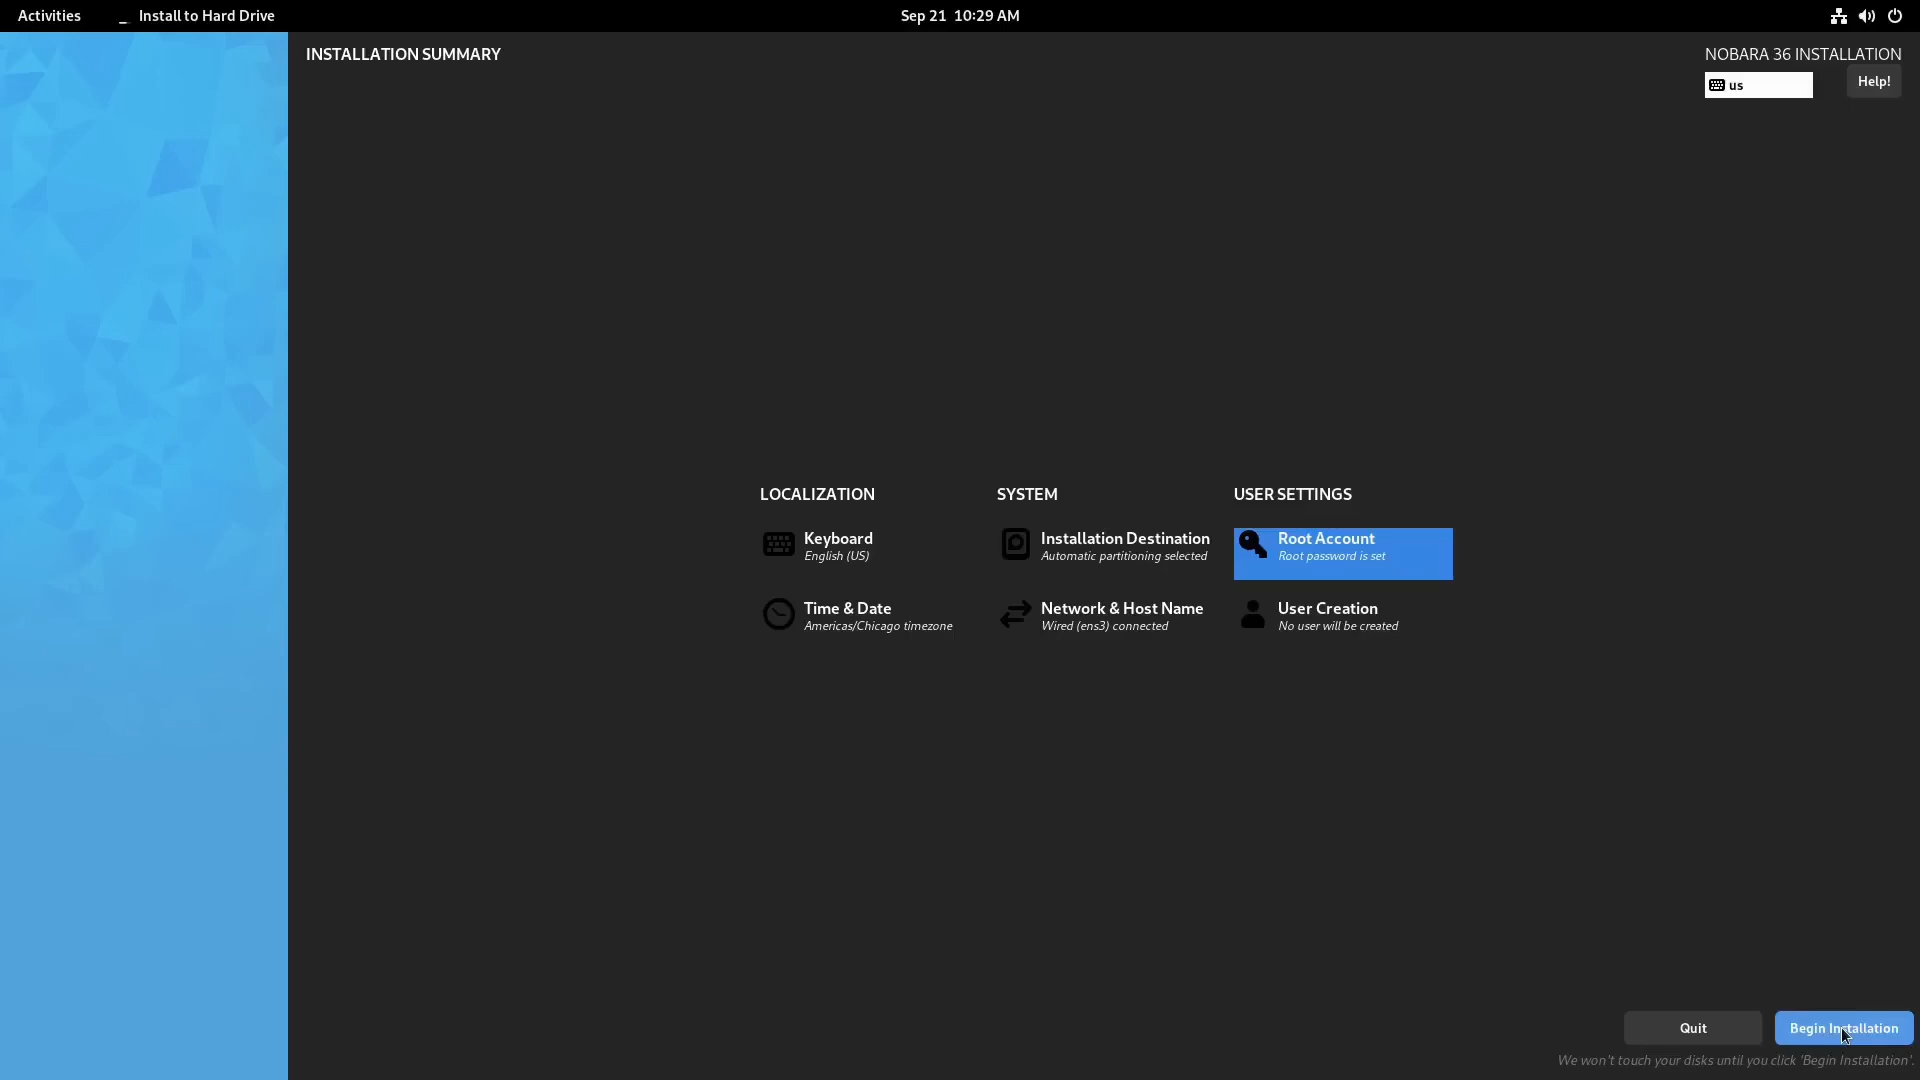 Activities
Install to Hard Drive
Sep 21 10:29 AM
INSTALLATION SUMMARY
NOBARA 36 INSTALLATION
us
Help!
LOCALIZATION
SYSTEM
USER SETTINGS
Keyboard
English (US)
Installation Destination
Automatic partitioning selected
Root Account
Root password is set
Time & Date
Americas/Chicago timezone
Network & Host Name
Wired (ens3) connected
User Creation
No user will be created
Quit
Begin Installation
We won't touch your disks until you click 'Begin Installation'.